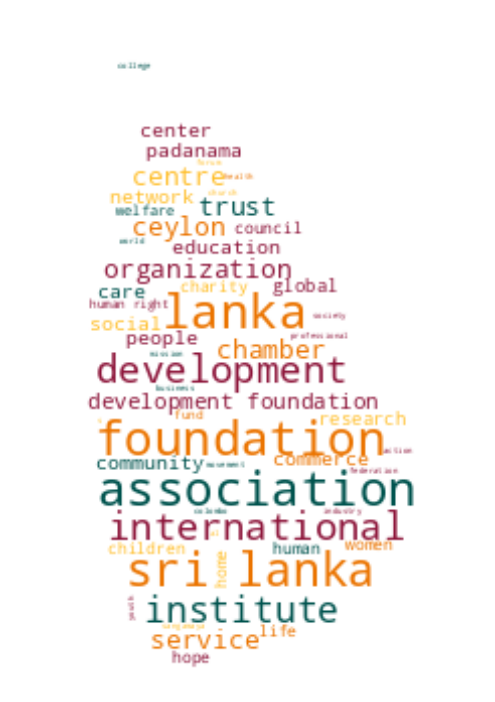 college
center
padanama
forum
centre health
network church
welfare trust
ceylon council
world education
organization
care charity global
human right lanka society
social professional
people chamber
mission
development
business
development foundation
fund research
foundation action
community movement commerce
federation
association
colombo industry
international
children human women
sri lanka
home
youth institute
service life
hope